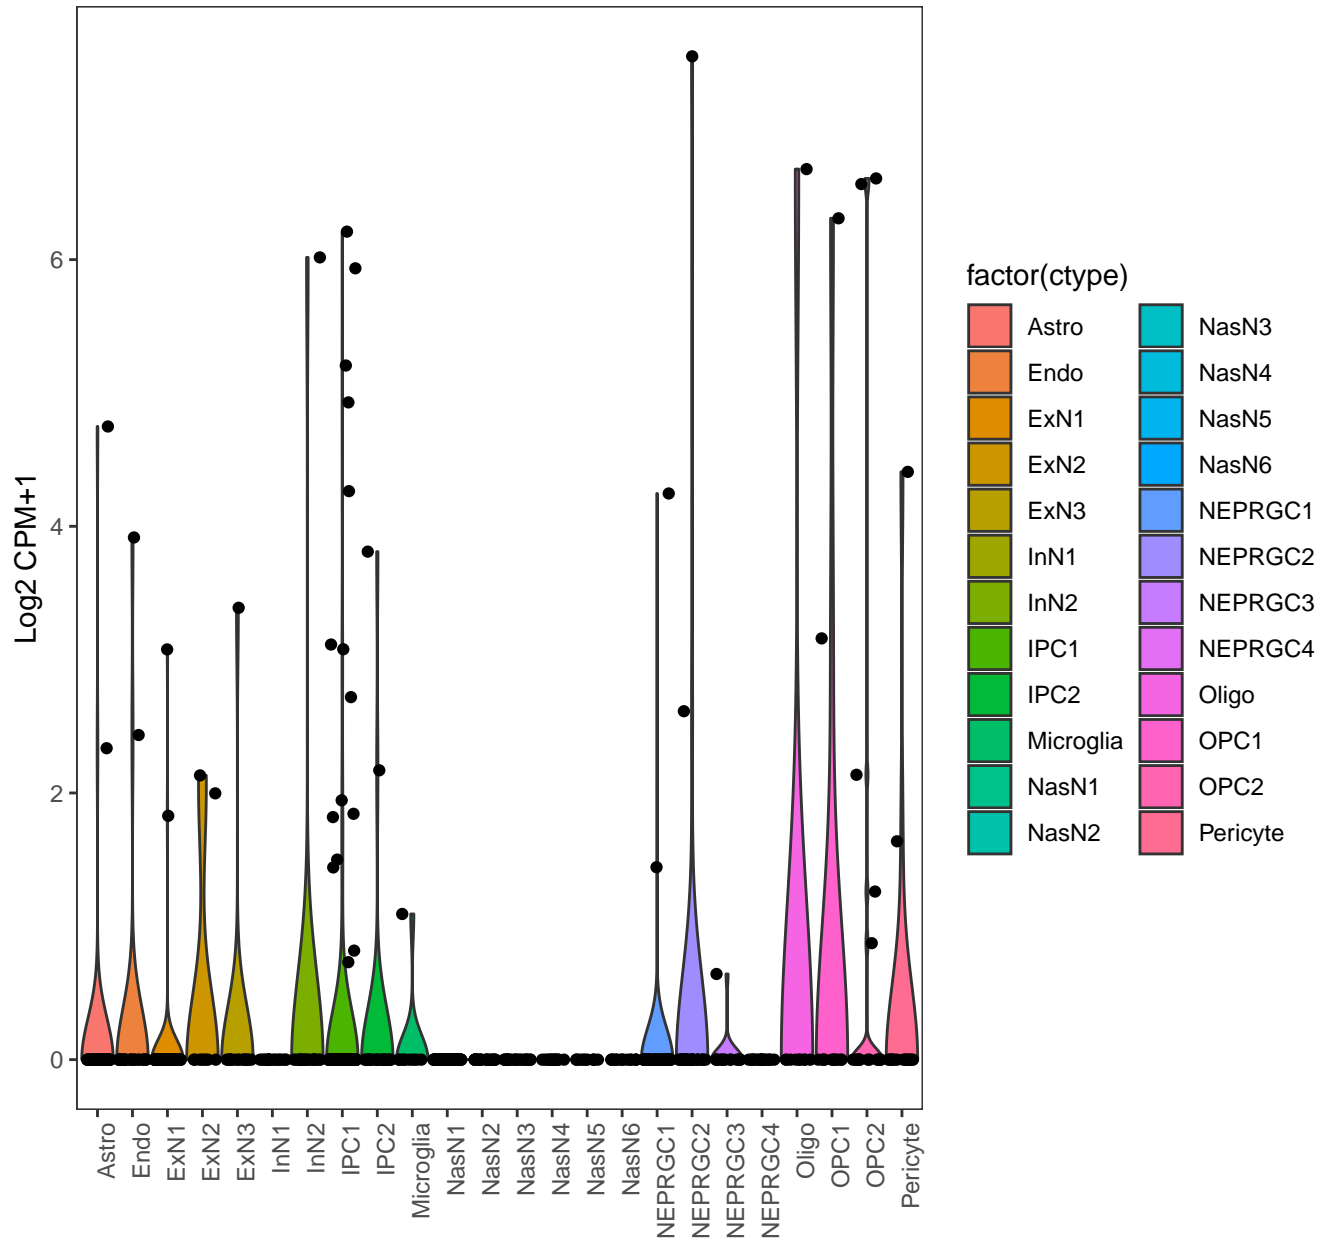 Log2 CPM+1
6
4
2
0
Astro
Endo
ExN1
ExN2
ExN3
InN1
InN2
IPC1
IPC2
Microglia
NasN1
NasN2
NasN3
NasN4
NasN5
NasN6
NEPRGC1
NEPRGC2
NEPRGC3
NEPRGC4
Oligo
OPC1
OPC2
Pericyte
factor(ctype)
Astro
Endo
ExN1
ExN2
ExN3
InN1
InN2
IPC1
IPC2
Microglia
NasN1
NasN2
NasN3
NasN4
NasN5
NasN6
NEPRGC1
NEPRGC2
NEPRGC3
NEPRGC4
Oligo
OPC1
OPC2
Pericyte